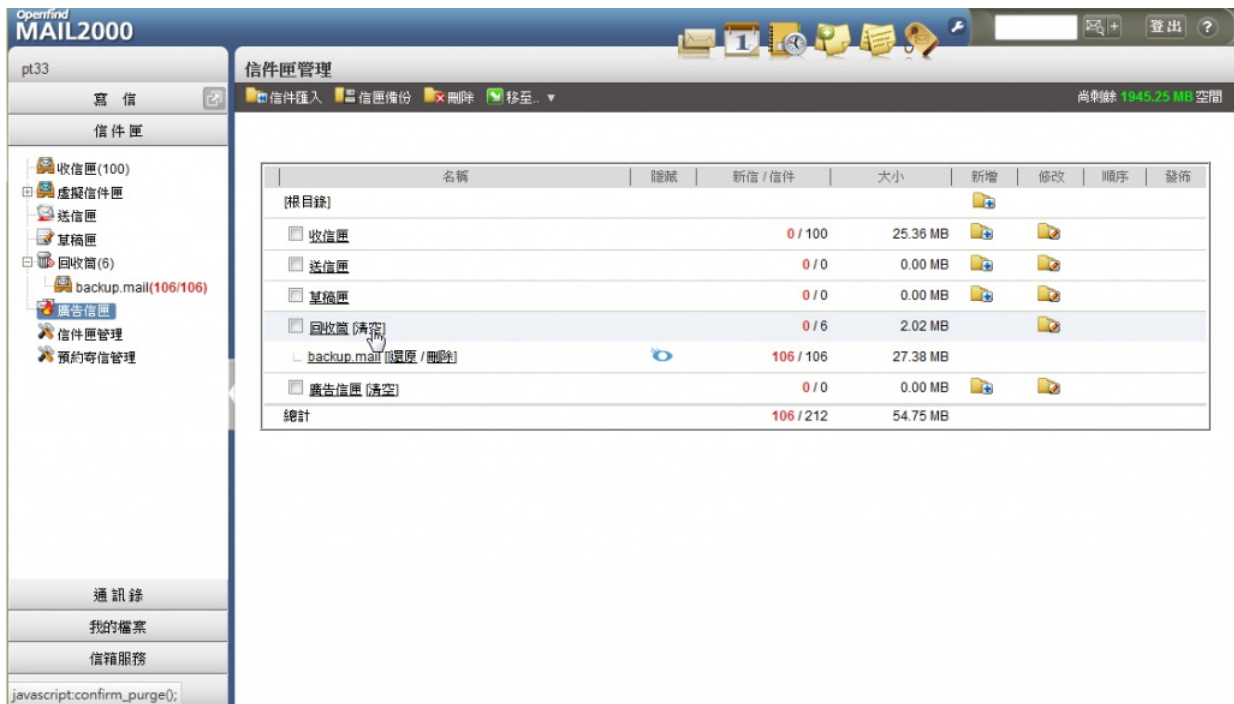 Openfind
MAIL2000
登出
?
pt33
寫 信
信件匣
收信匣(100)
虛擬信件匣
送信匣
草稿匣
回收筒(6)
backup.mail(106/106)
廣告信匣
信件匣管理
預約寄信管理
通訊錄
我的檔案
信箱服務
javascript:confirm_purge();
信件匣管理
信件匯入 信匣備份 刪除 移至.. ▼ 尚剩餘 1945.25 MB 空間
名稱 隱藏 新信 / 信件 大小 新增 修改 順序 發佈
[根目錄]
收信匣 0 / 100 25.36 MB
送信匣 0 / 0 0.00 MB
草稿匣 0 / 0 0.00 MB
回收筒 [清空] 0 / 6 2.02 MB
backup.mail [還原 / 刪除] 106 / 106 27.38 MB
廣告信匣 [清空] 0 / 0 0.00 MB
總計 106 / 212 54.75 MB